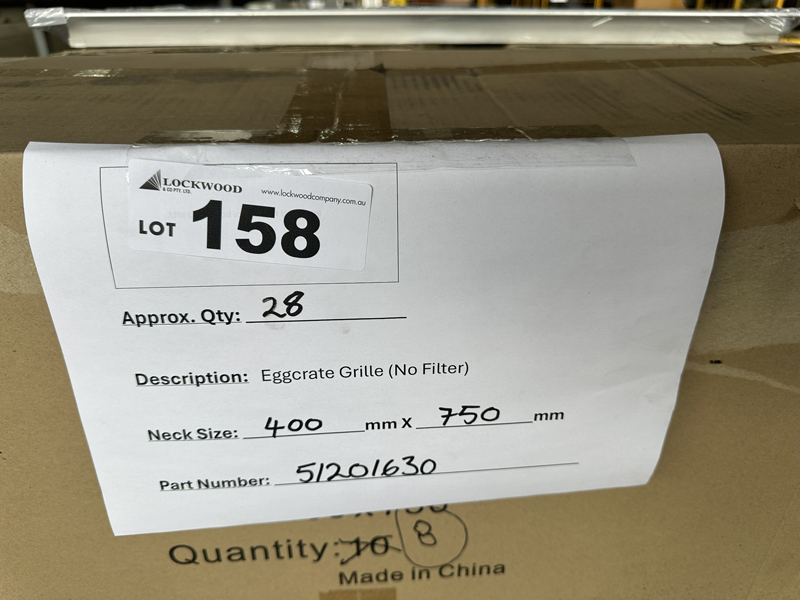 LOCKWOOD
& CO PTY. LTD.
www.lockwoodcompany.com.au
LOT 158
Approx. Qty: 28
Description: Eggcrate Grille (No Filter)
Neck Size: 400 mm X 750 mm
Part Number: 51201630
Quantity: 10 8
Made in China